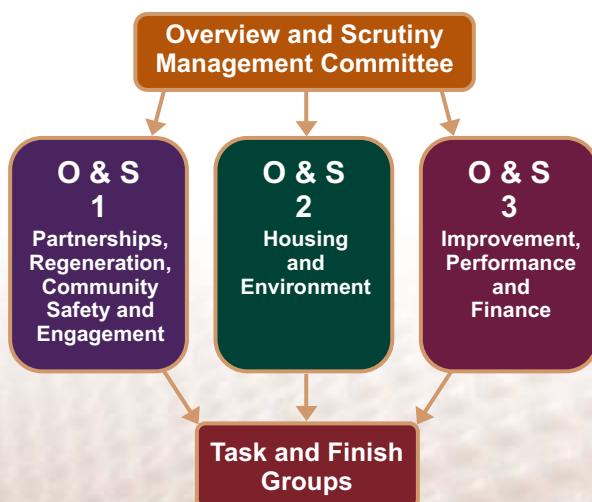 Overview and Scrutiny
Management Committee
O & S
1
Partnerships,
Regeneration,
Community
Safety and
Engagement
O & S
2
Housing
and
Environment
O & S
3
Improvement,
Performance
and
Finance
Task and Finish
Groups